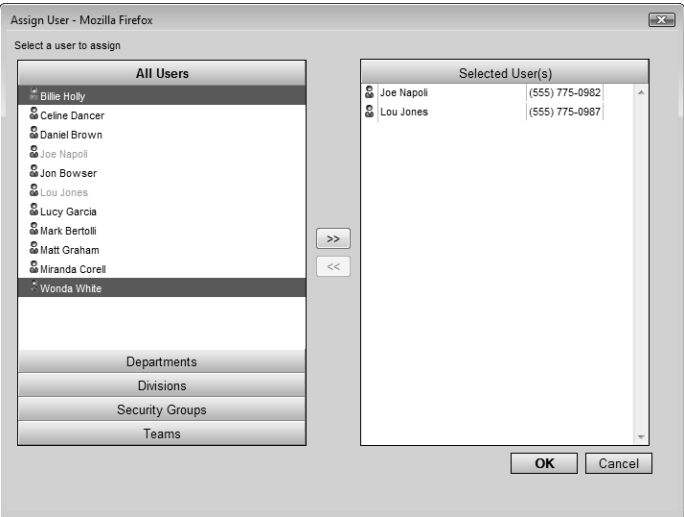 Assign User - Mozilla Firefox
Select a user to assign
All Users
Billie Holly
Celine Dancer
Daniel Brown
Joe Napoli
Jon Bowser
Lou Jones
Lucy Garcia
Mark Bertolli
Matt Graham
Miranda Corell
Wonda White
Departments
Divisions
Security Groups
Teams
>>
<<
Selected User(s)
Joe Napoli (555) 775-0982
Lou Jones (555) 775-0987
OK Cancel